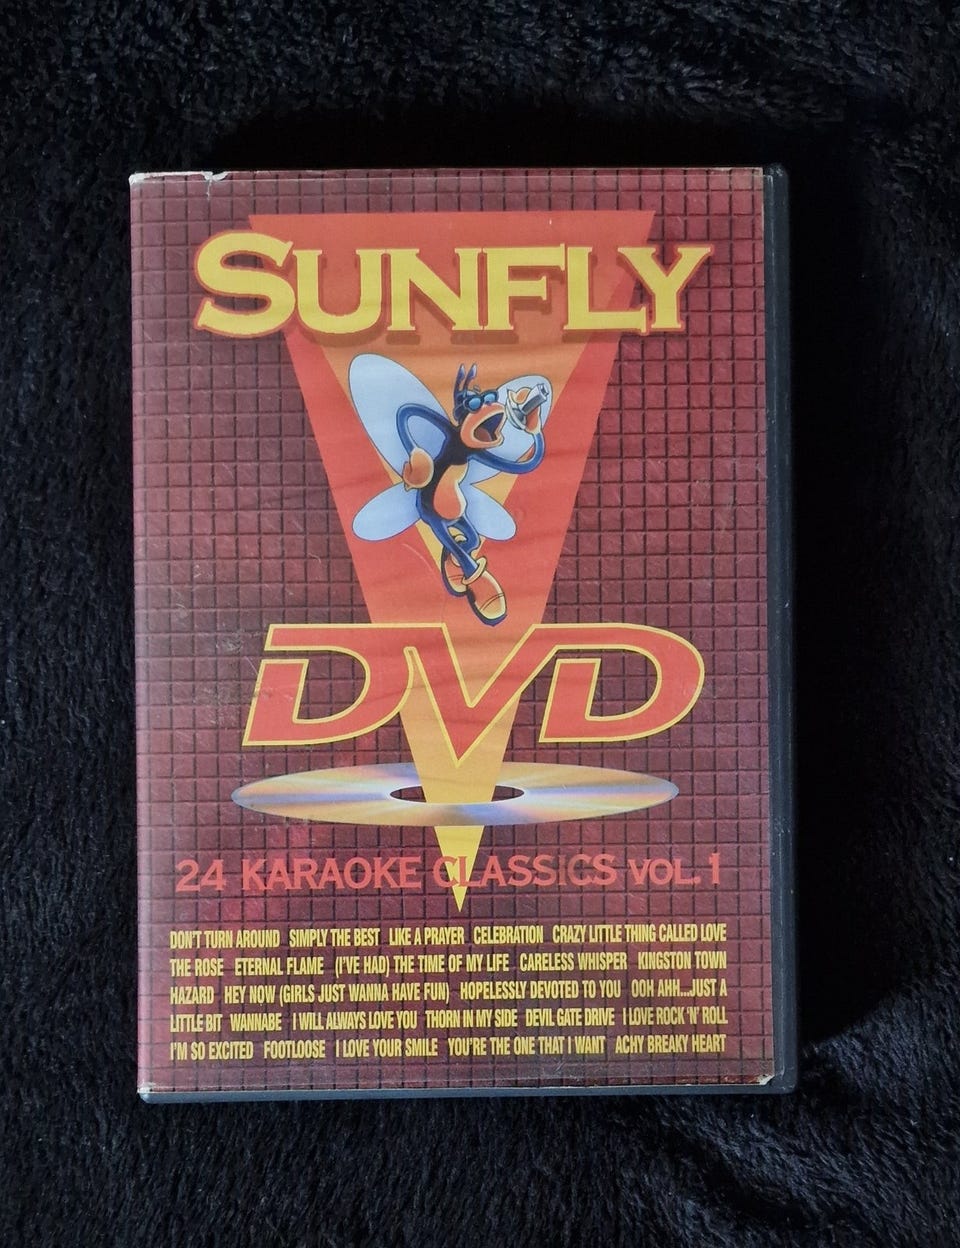 SUNFLY
DVD
24 KARAOKE CLASSICS VOL.1
DON'T TURN AROUND SIMPLY THE BEST LIKE A PRAYER CELEBRATION CRAZY LITTLE THING CALLED LOVE
THE ROSE ETERNAL FLAME (I'VE HAD) THE TIME OF MY LIFE CARELESS WHISPER KINGSTON TOWN
HAZARD HEY NOW (GIRLS JUST WANNA HAVE FUN) HOPELESSLY DEVOTED TO YOU OOH AHH...JUST A
LITTLE BIT WANNABE I WILL ALWAYS LOVE YOU THORN IN MY SIDE DEVIL GATE DRIVE I LOVE ROCK 'N' ROLL
I'M SO EXCITED FOOTLOOSE I LOVE YOUR SMILE YOU'RE THE ONE THAT I WANT ACHY BREAKY HEART